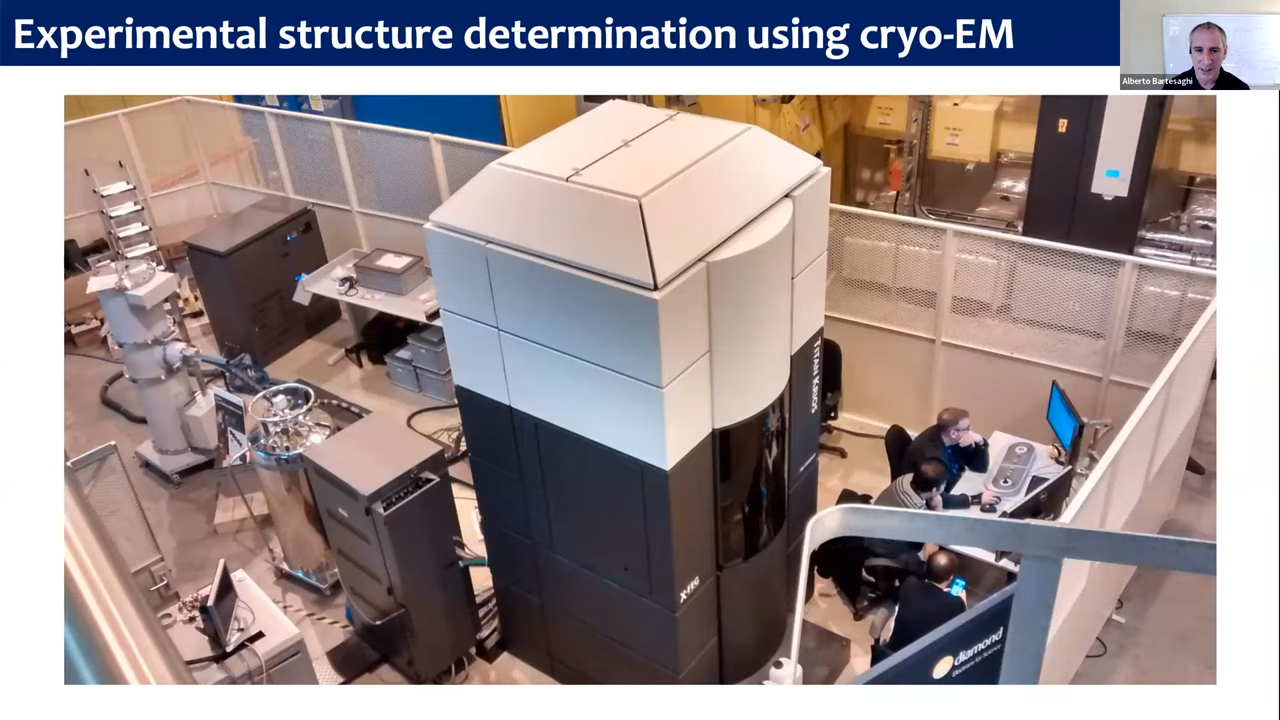 Experimental structure determination using cryo-EM
Alberto Bartesaghi
TITAN KRIOS
X-FEG
diamond